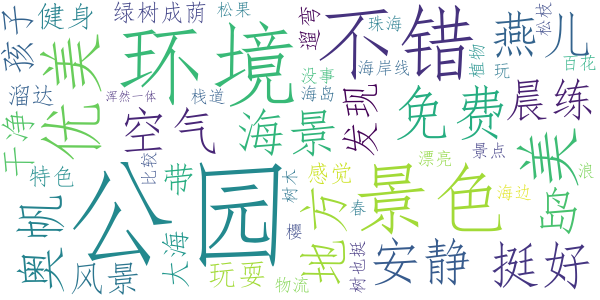 孩子
健身
绿树成荫
松果
遛弯
不错
珠海
燕儿
松枝
优美
环境
海岸线
植物
玩
百花
溜达
浑然一体
栈道
没事
海岛
发现
免费
晨练
干净
空气
海景
特色
比较
带
树木
感觉
漂亮
景点
美
浪
公园
地方
景色
海边
岛
奥帆
风景
大海
玩耍
樱
物流
春
树也挺
安静
挺好